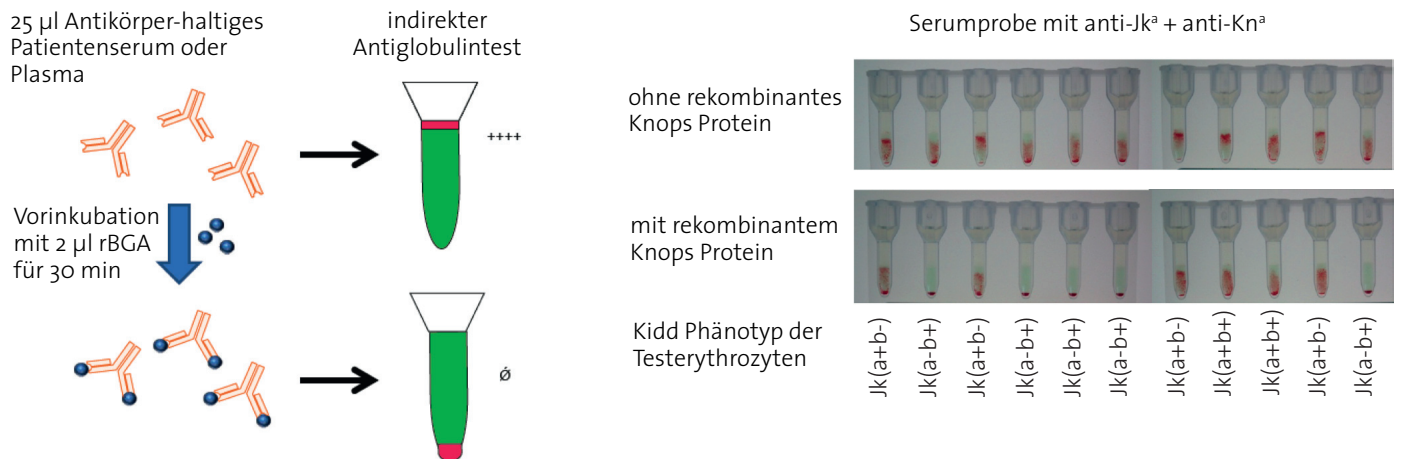 25 µl Antikörper-haltiges
Patientenserum oder
Plasma
indirekter
Antiglobulintest
++++
Vorinkubation
mit 2 µl rBGA
für 30 min
ǿ
Serumprobe mit anti-Jkᵃ + anti-Knᵃ
ohne rekombinantes
Knops Protein
mit rekombinantem
Knops Protein
Kidd Phänotyp der
Testerythrozyten
Jk(a+b-)
Jk(a-b+)
Jk(a+b-)
Jk(a-b+)
Jk(a-b+)
Jk(a-b+)
Jk(a+b-)
Jk(a+b+)
Jk(a+b+)
Jk(a+b-)
Jk(a-b+)